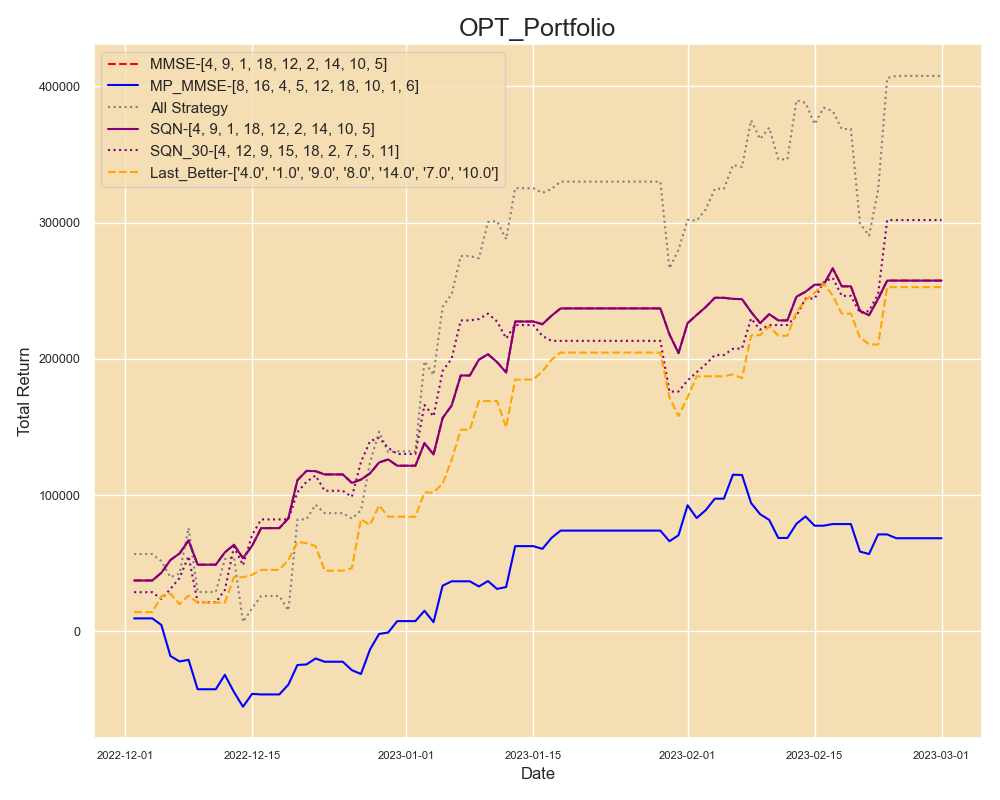 OPT_Portfolio
MMSE-[4, 9, 1, 18, 12, 2, 14, 10, 5]
MP_MMSE-[8, 16, 4, 5, 12, 18, 10, 1, 6]
All Strategy
SQN-[4, 9, 1, 18, 12, 2, 14, 10, 5]
SQN_30-[4, 12, 9, 15, 18, 2, 7, 5, 11]
Last_Better-['4.0', '1.0', '9.0', '8.0', '14.0', '7.0', '10.0']
400000
300000
200000
100000
0
Total Return
2022-12-01
2022-12-15
2023-01-01
2023-01-15
2023-02-01
2023-02-15
2023-03-01
Date